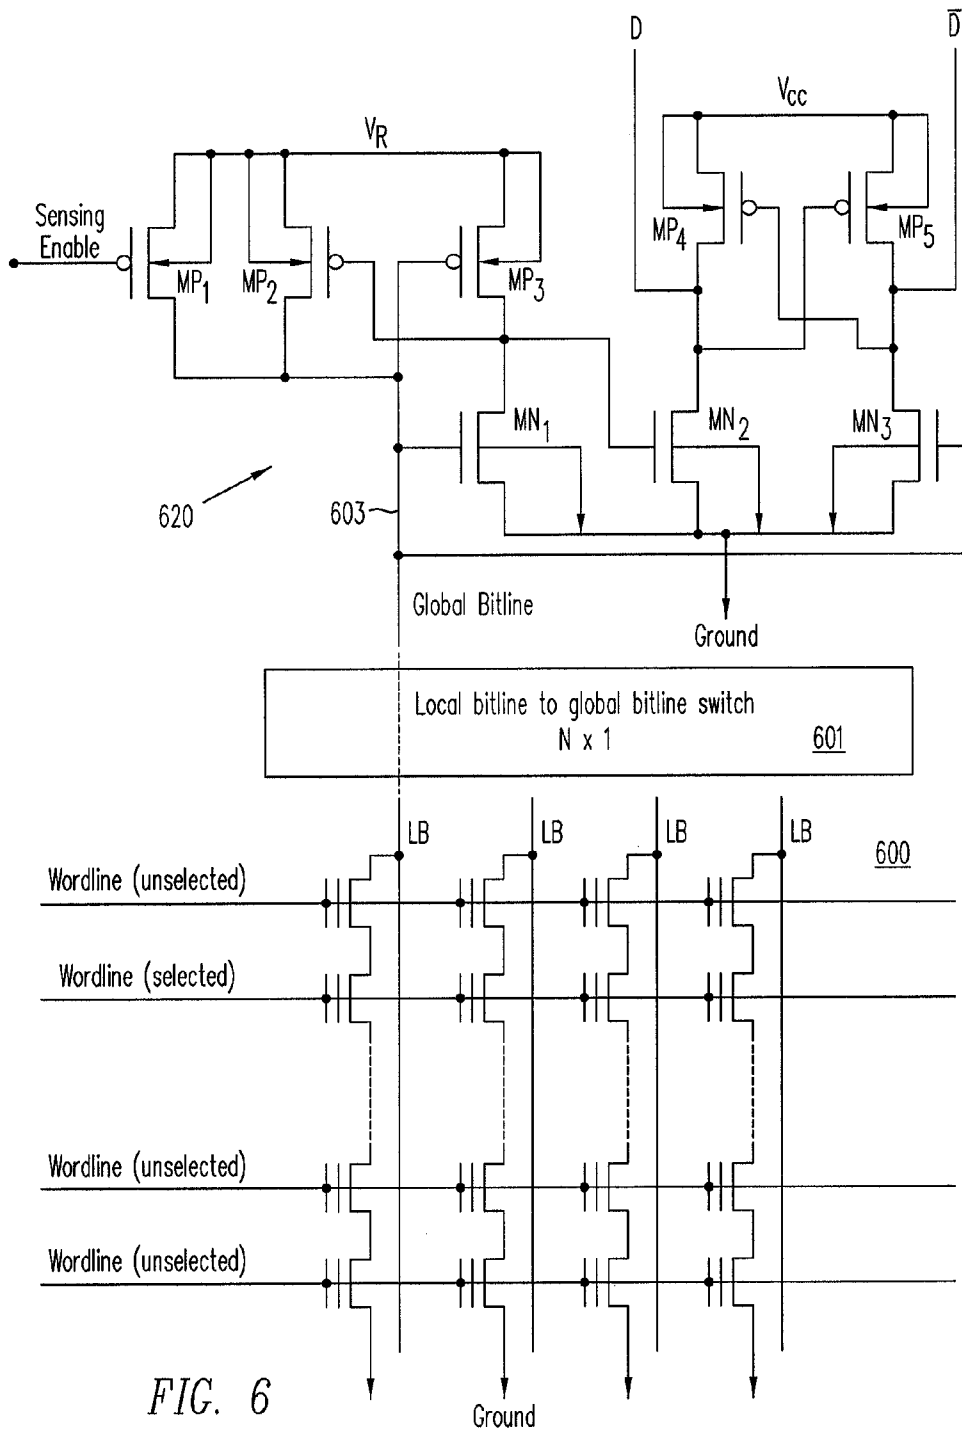 D
D̅
V_CC
V_R
Sensing
Enable
MP_1
MP_2
MP_3
MP_4
MP_5
MN_1
MN_2
MN_3
620
603
Global Bitline
Ground
Local bitline to global bitline switch
N x 1
601
LB
LB
LB
LB
600
Wordline (unselected)
Wordline (selected)
Wordline (unselected)
Wordline (unselected)
FIG. 6
Ground